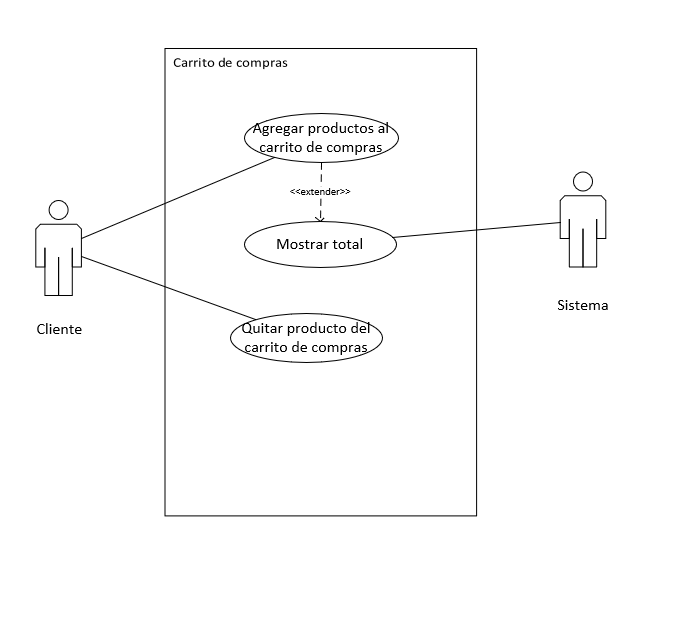 Carrito de compras
Agregar productos al
carrito de compras
<<extender>>
Mostrar total
Sistema
Cliente
Quitar producto del
carrito de compras